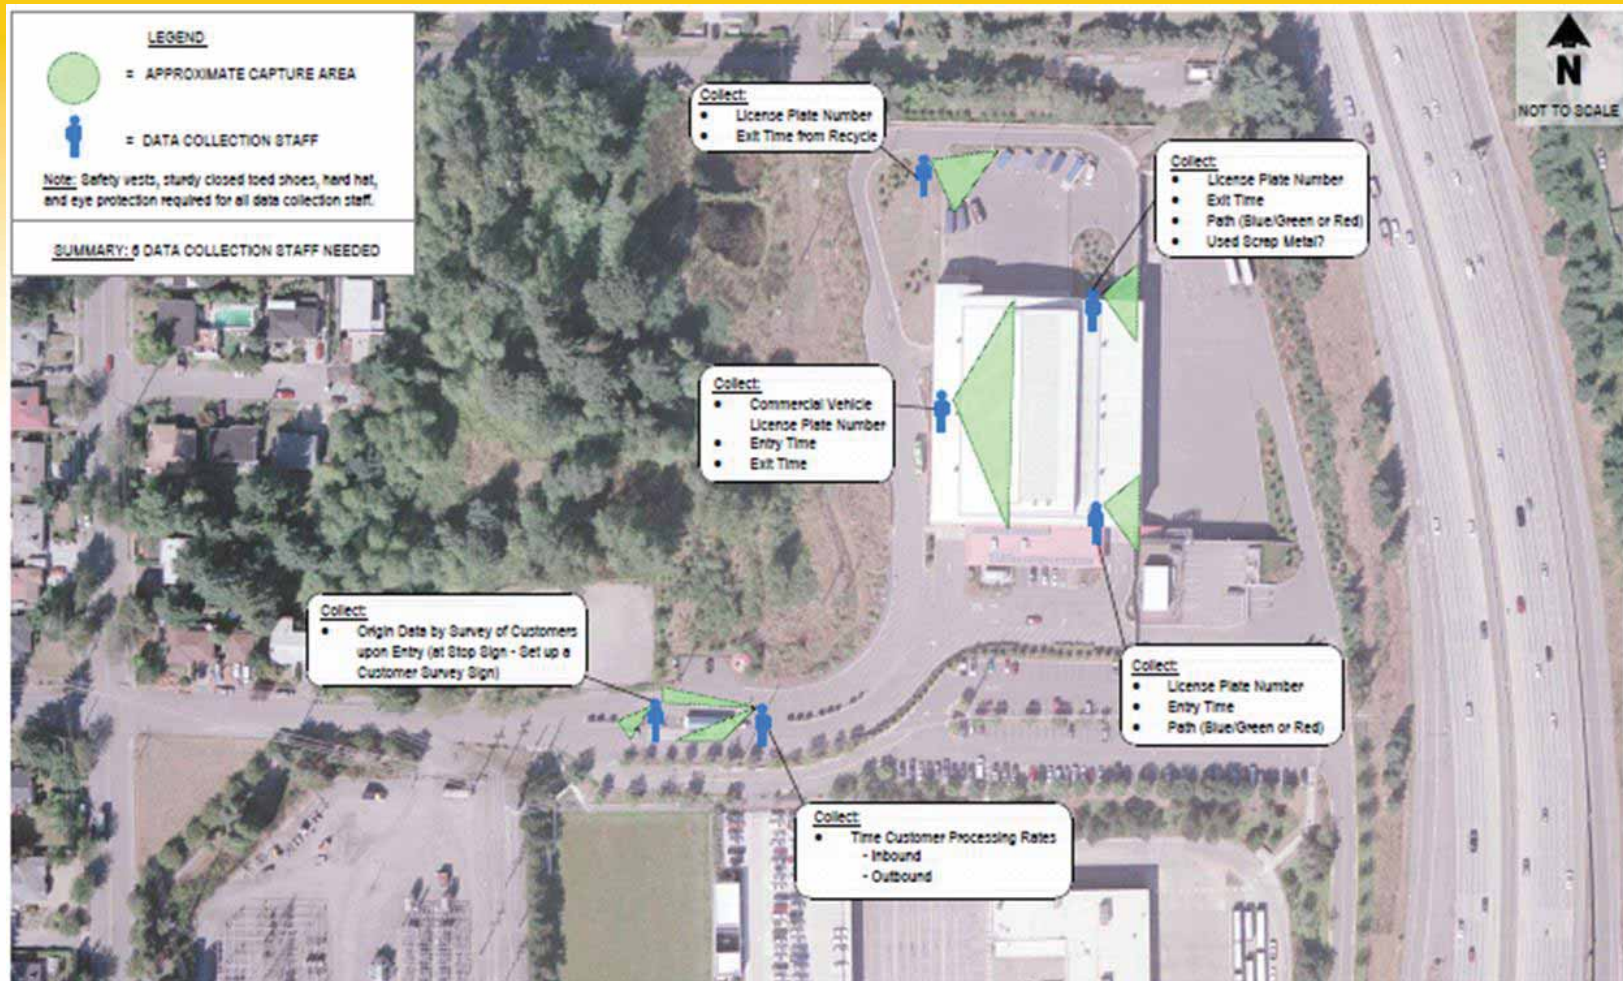 LEGEND
= APPROXIMATE CAPTURE AREA
= DATA COLLECTION STAFF
Note: Safety vests, sturdy closed toed shoes, hard hat,
and eye protection required for all data collection staff.
SUMMARY: 6 DATA COLLECTION STAFF NEEDED
N
NOT TO SCALE
Collect:
• License Plate Number
• Exit Time from Recycle
Collect:
• License Plate Number
• Exit Time
• Path (Blue/Green or Red)
• Used Scrap Metal?
Collect:
• Commercial Vehicle
License Plate Number
• Entry Time
• Exit Time
Collect:
• Origin Data by Survey of Customers
upon Entry (at Stop Sign - Set up a
Customer Survey Sign)
Collect:
• License Plate Number
• Entry Time
• Path (Blue/Green or Red)
Collect:
• Time Customer Processing Rates
- Inbound
- Outbound